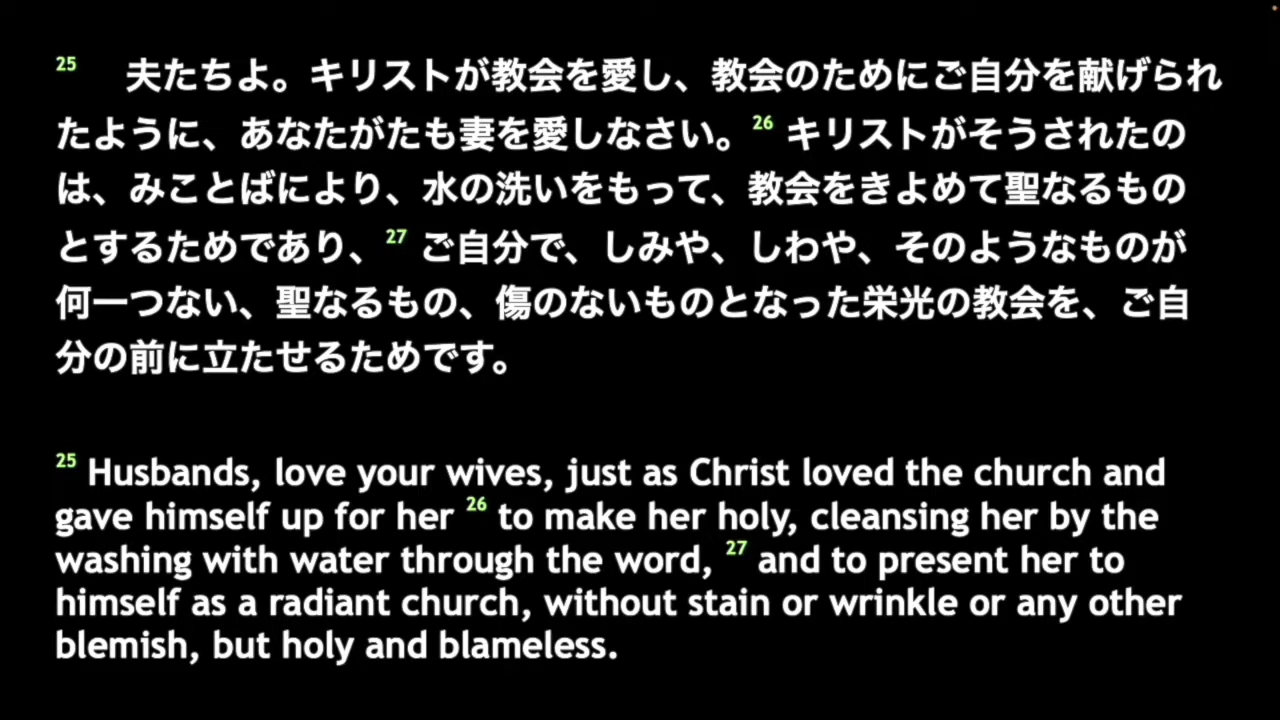 25 夫たちよ。キリストが教会を愛し、教会のためにご自分を献げられ
たように、あなたがたも妻を愛しなさい。26 キリストがそうされたの
は、みことばにより、水の洗いをもって、教会をきよめて聖なるもの
とするためであり、27 ご自分で、しみや、しわや、そのようなものが
何一つない、聖なるもの、傷のないものとなった栄光の教会を、ご自
分の前に立たせるためです。
25 Husbands, love your wives, just as Christ loved the church and
gave himself up for her 26 to make her holy, cleansing her by the
washing with water through the word, 27 and to present her to
himself as a radiant church, without stain or wrinkle or any other
blemish, but holy and blameless.